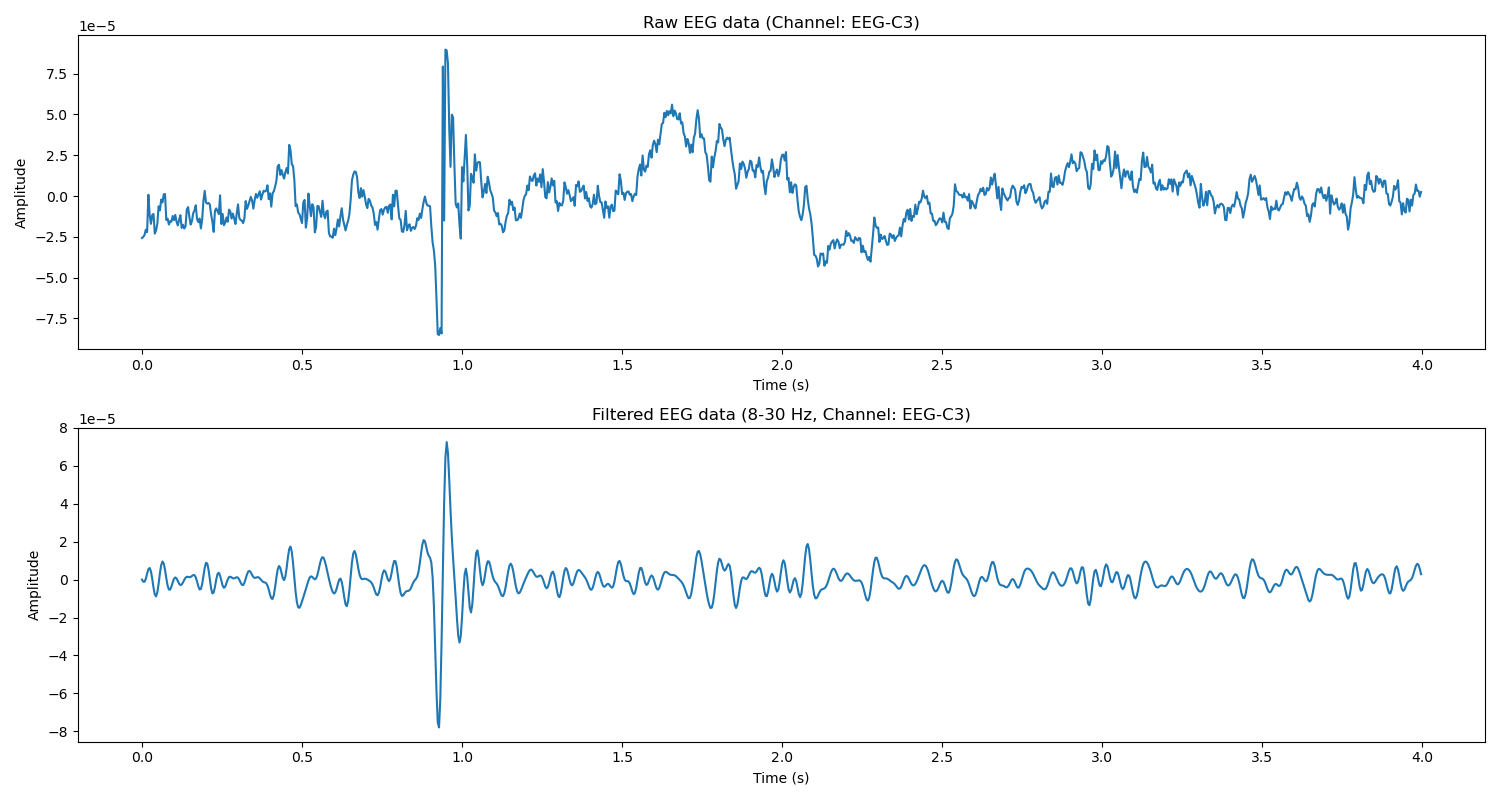 Raw EEG data (Channel: EEG-C3)
1e−5
7.5
5.0
2.5
0.0
−2.5
−5.0
−7.5
Amplitude
0.0 0.5 1.0 1.5 2.0 2.5 3.0 3.5 4.0
Time (s)
Filtered EEG data (8-30 Hz, Channel: EEG-C3)
1e−5
8
6
4
2
0
−2
−4
−6
−8
Amplitude
0.0 0.5 1.0 1.5 2.0 2.5 3.0 3.5 4.0
Time (s)